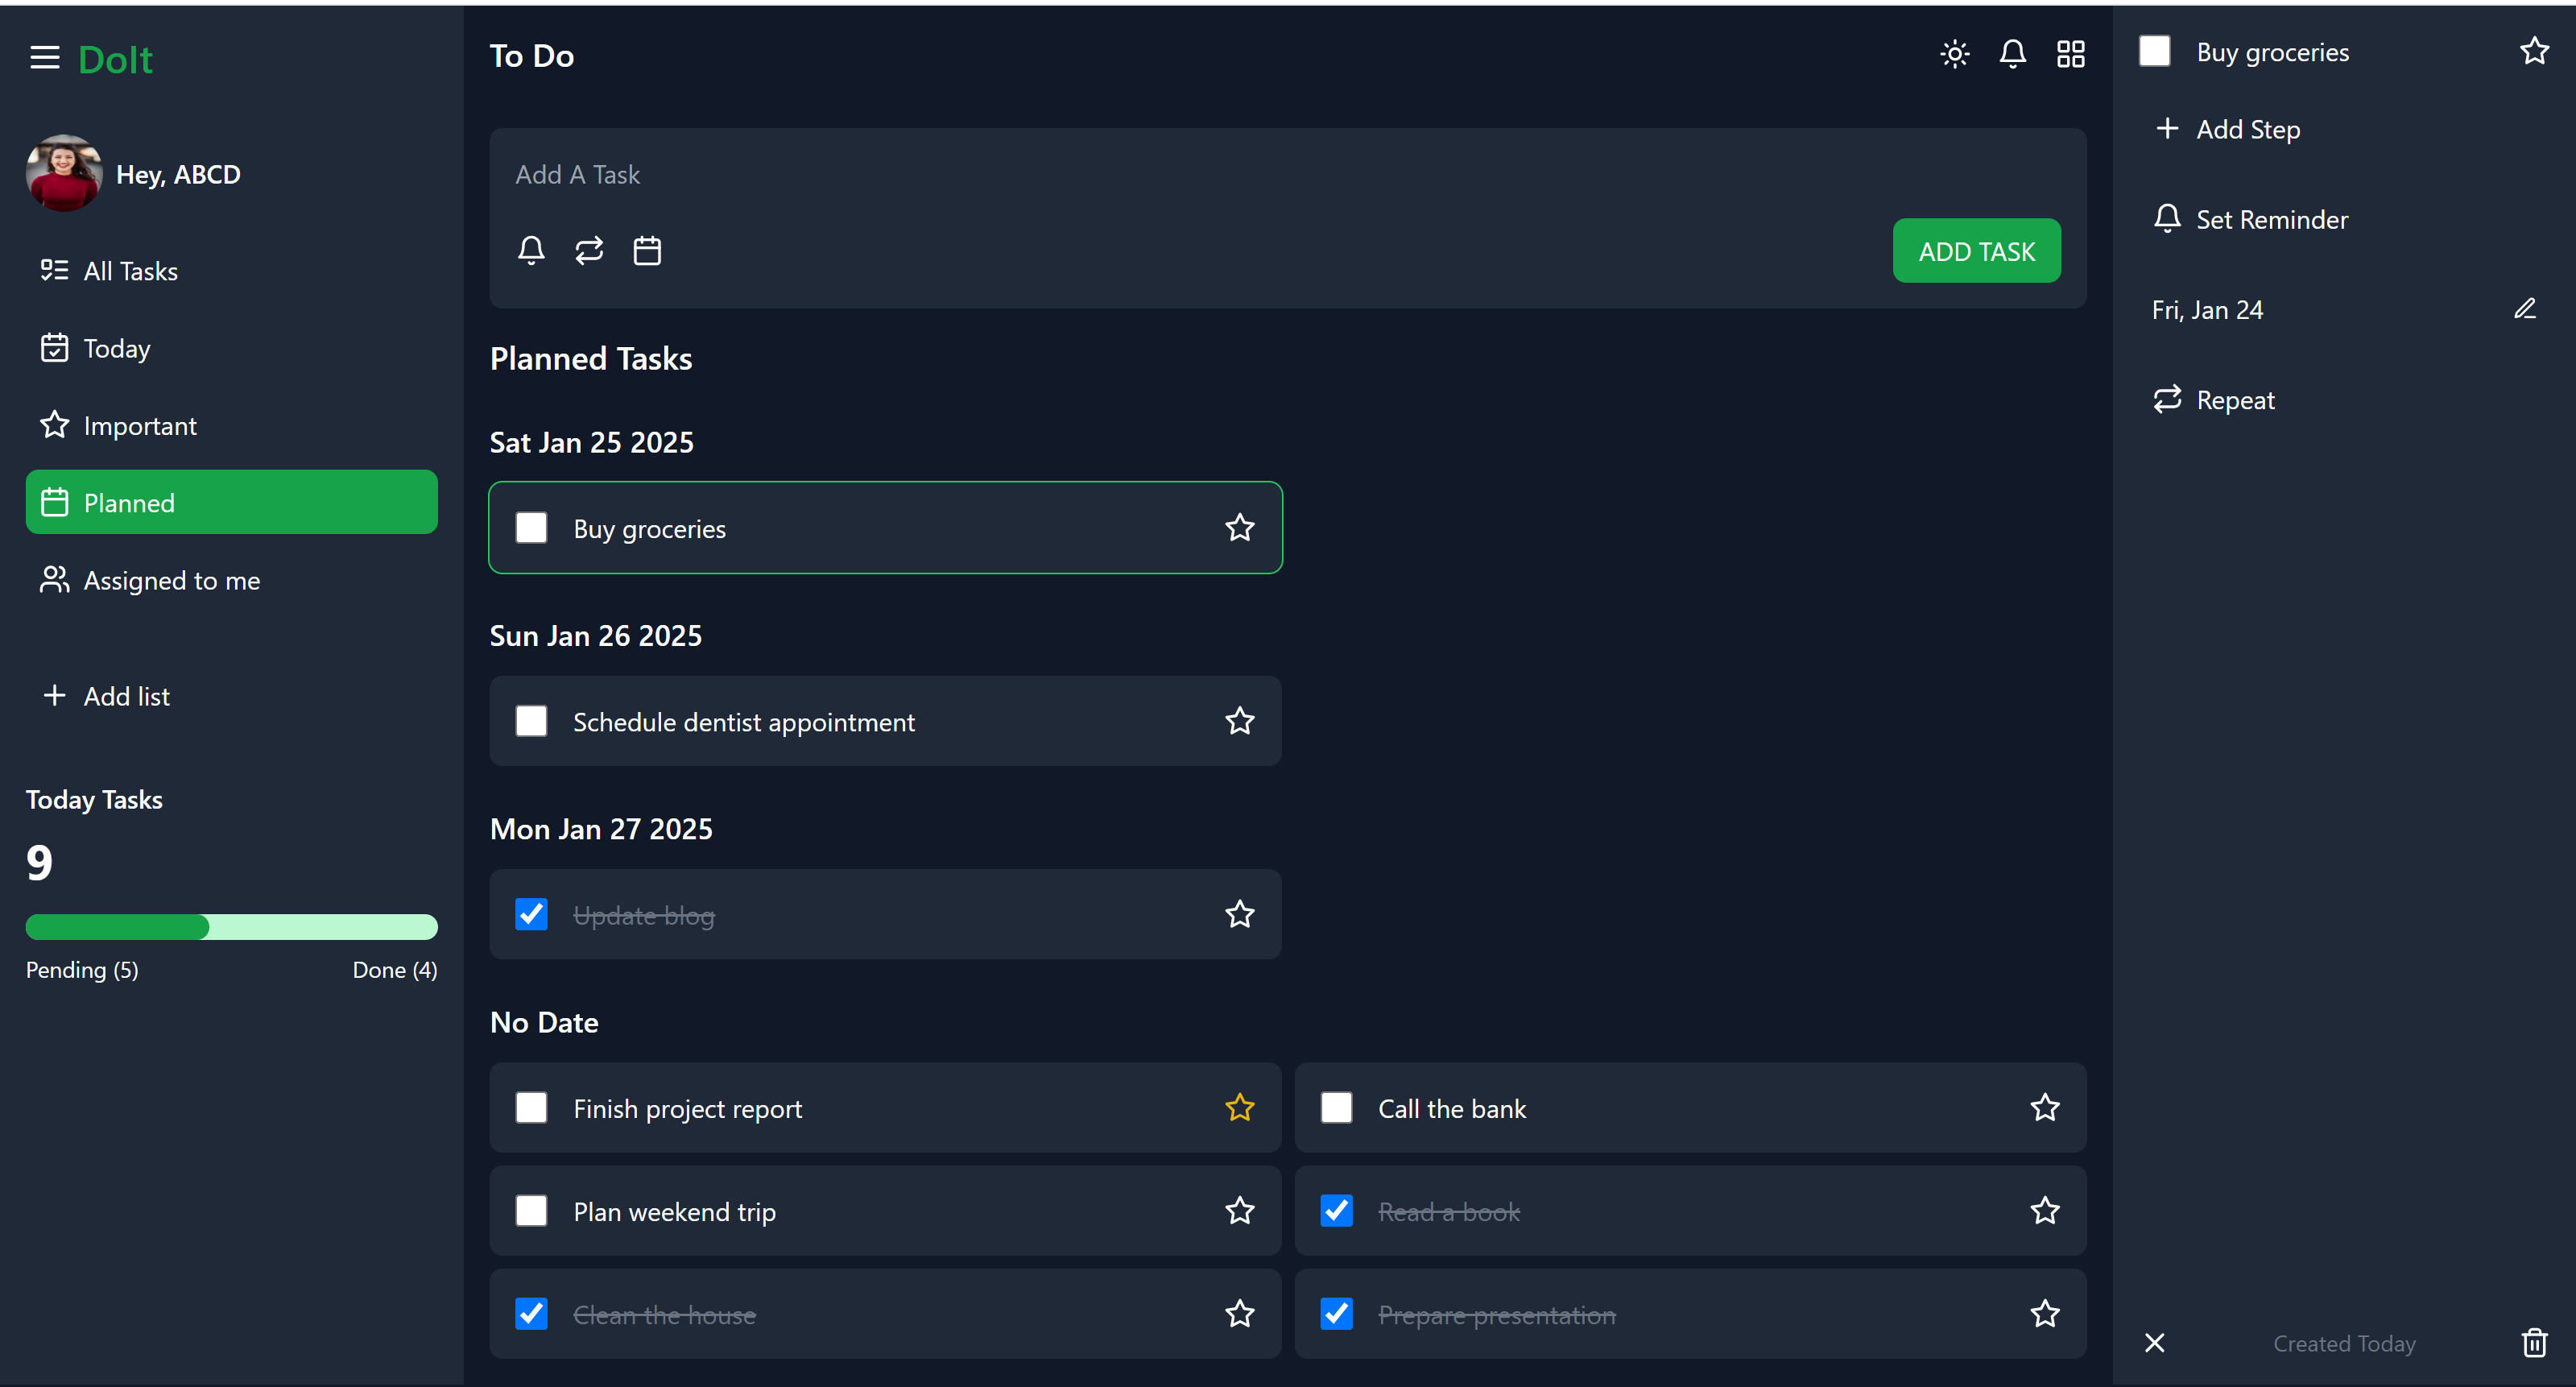 DoIt
Hey, ABCD
All Tasks
Today
Important
Planned
Assigned to me
Add list
Today Tasks
9
Pending (5)
Done (4)
To Do
Add A Task
ADD TASK
Planned Tasks
Sat Jan 25 2025
Buy groceries
Sun Jan 26 2025
Schedule dentist appointment
Mon Jan 27 2025
Update blog
No Date
Finish project report
Call the bank
Plan weekend trip
Read a book
Clean the house
Prepare presentation
Buy groceries
Add Step
Set Reminder
Fri, Jan 24
Repeat
Created Today